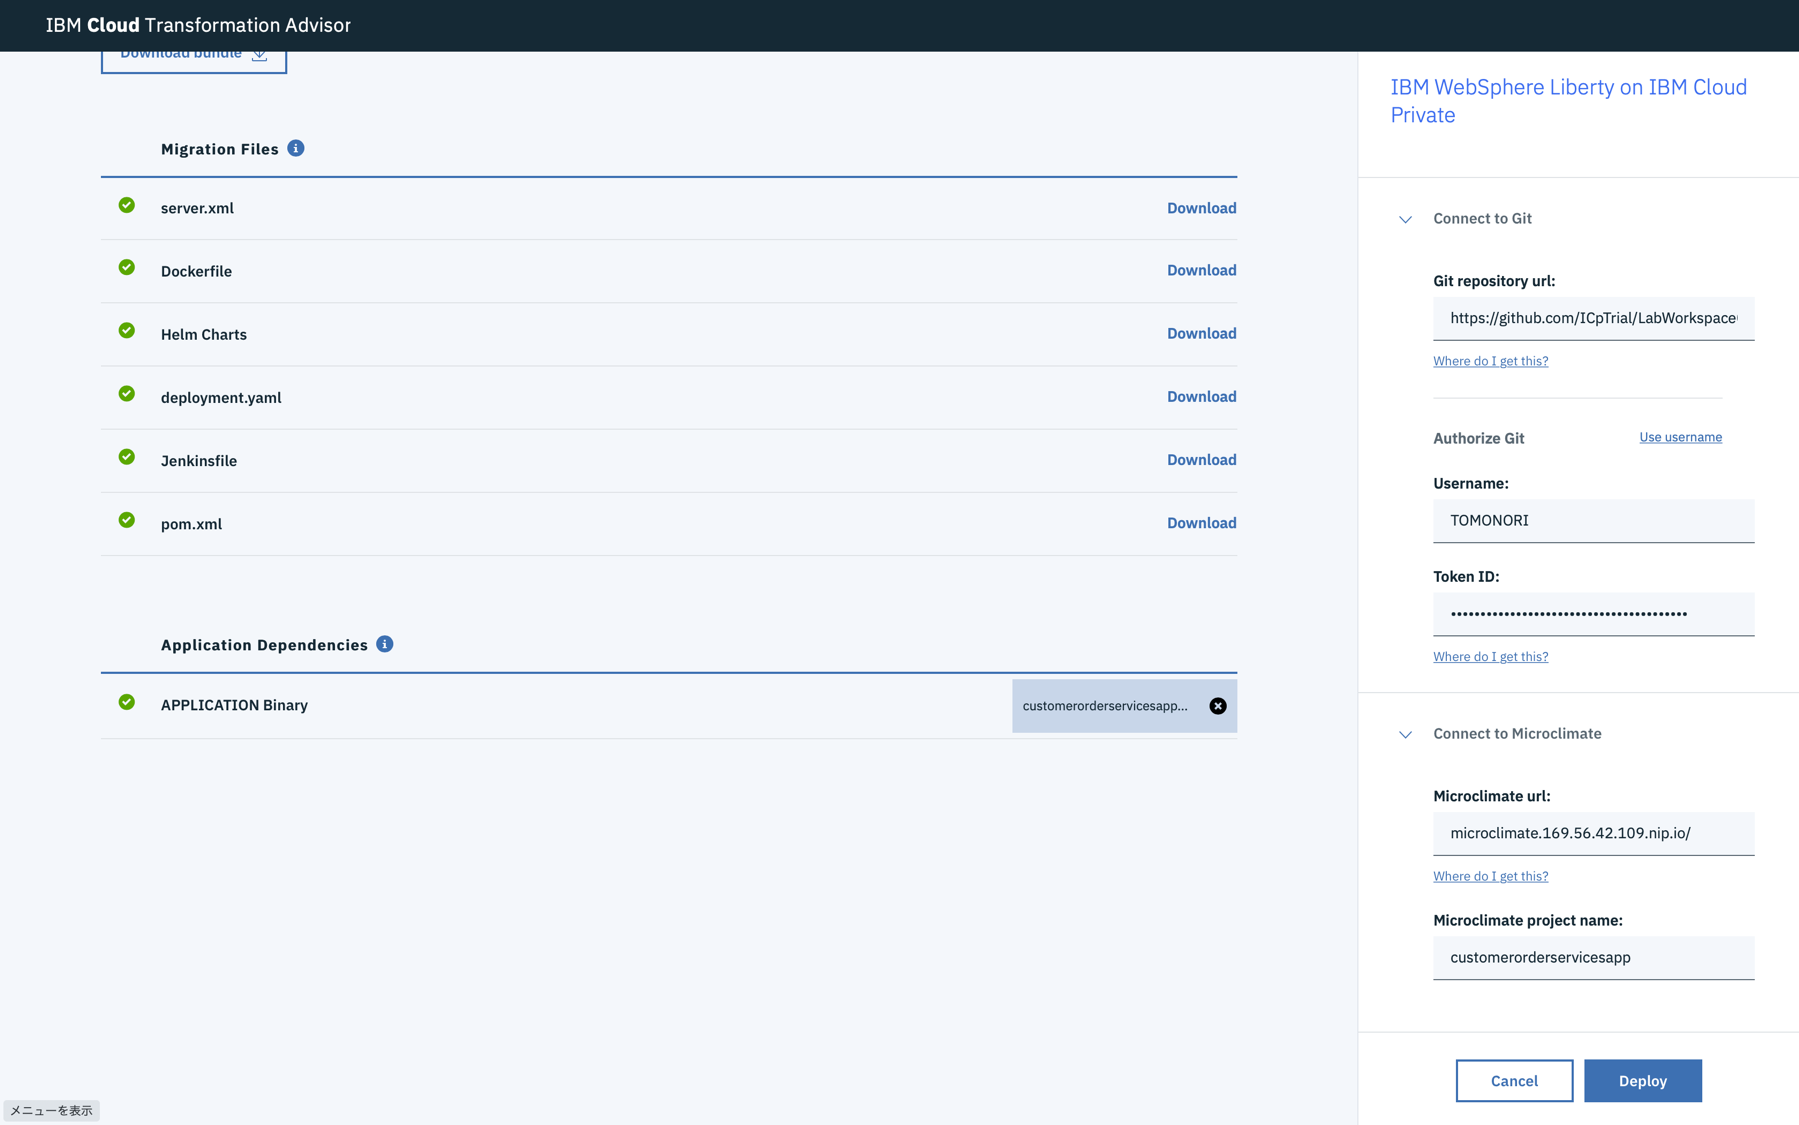 IBM Cloud Transformation Advisor
Download bundle
Migration Files
server.xml Download
Dockerfile Download
Helm Charts Download
deployment.yaml Download
Jenkinsfile Download
pom.xml Download
Application Dependencies
APPLICATION Binary customerorderservicesapp...
メニューを表示
IBM WebSphere Liberty on IBM Cloud
Private
Connect to Git
Git repository url:
https://github.com/ICpTrial/LabWorkspace
Where do I get this?
Authorize Git Use username
Username:
TOMONORI
Token ID:
••••••••••••••••••••••••••••••••••••••••
Where do I get this?
Connect to Microclimate
Microclimate url:
microclimate.169.56.42.109.nip.io/
Where do I get this?
Microclimate project name:
customerorderservicesapp
Cancel Deploy